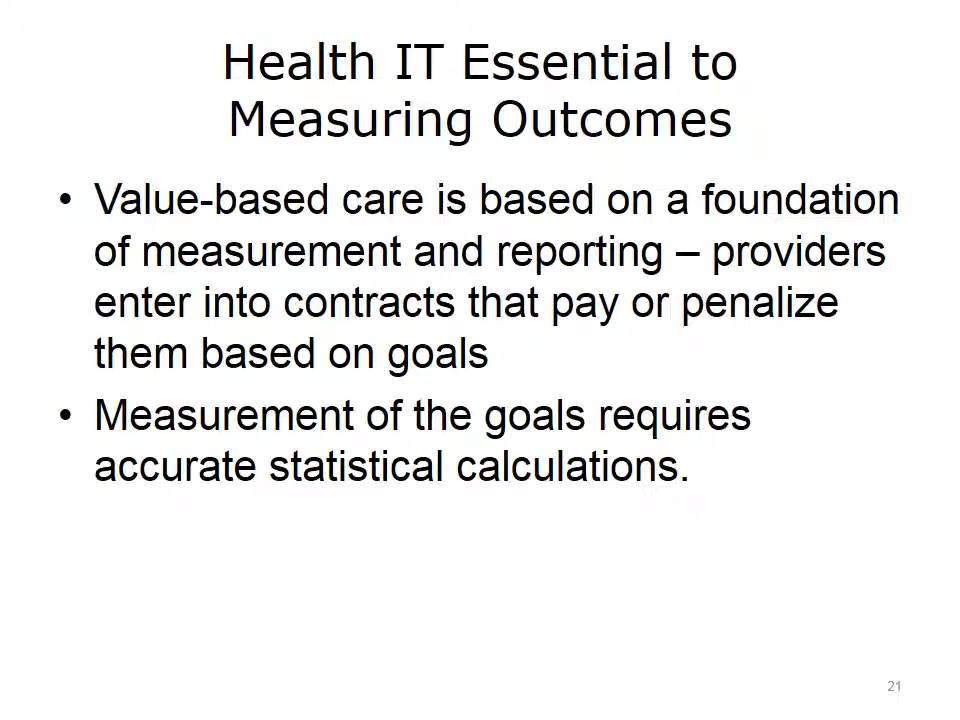 Health IT Essential to
Measuring Outcomes
• Value-based care is based on a foundation
of measurement and reporting – providers
enter into contracts that pay or penalize
them based on goals
• Measurement of the goals requires
accurate statistical calculations.
21